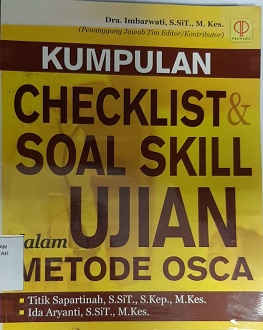 Dra. Imbarwati, S.SiT., M. Kes.
(Penanggung Jawab Tim Editor/Kontributor)
KUMPULAN
CHECKLIST &
SOAL SKILL
dalam UJIAN
METODE OSCA
Titik Sapartinah, S.SiT., S.Kep., M.Kes.
Ida Aryanti, S.SiT., M.Kes.